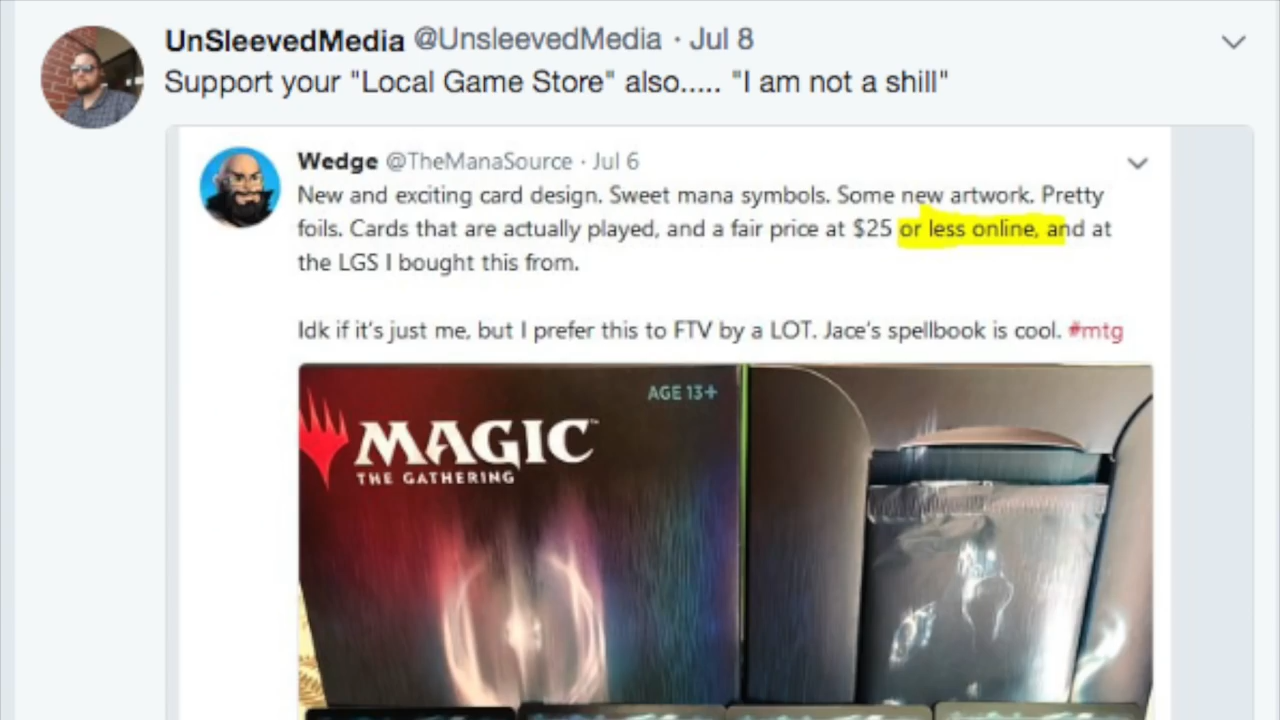 UnSleevedMedia @UnsleevedMedia · Jul 8
Support your "Local Game Store" also..... "I am not a shill"
Wedge @TheManaSource · Jul 6
New and exciting card design. Sweet mana symbols. Some new artwork. Pretty
foils. Cards that are actually played, and a fair price at $25 or less online, and at
the LGS I bought this from.
Idk if it's just me, but I prefer this to FTV by a LOT. Jace's spellbook is cool. #mtg
AGE 13+
MAGIC™
THE GATHERING